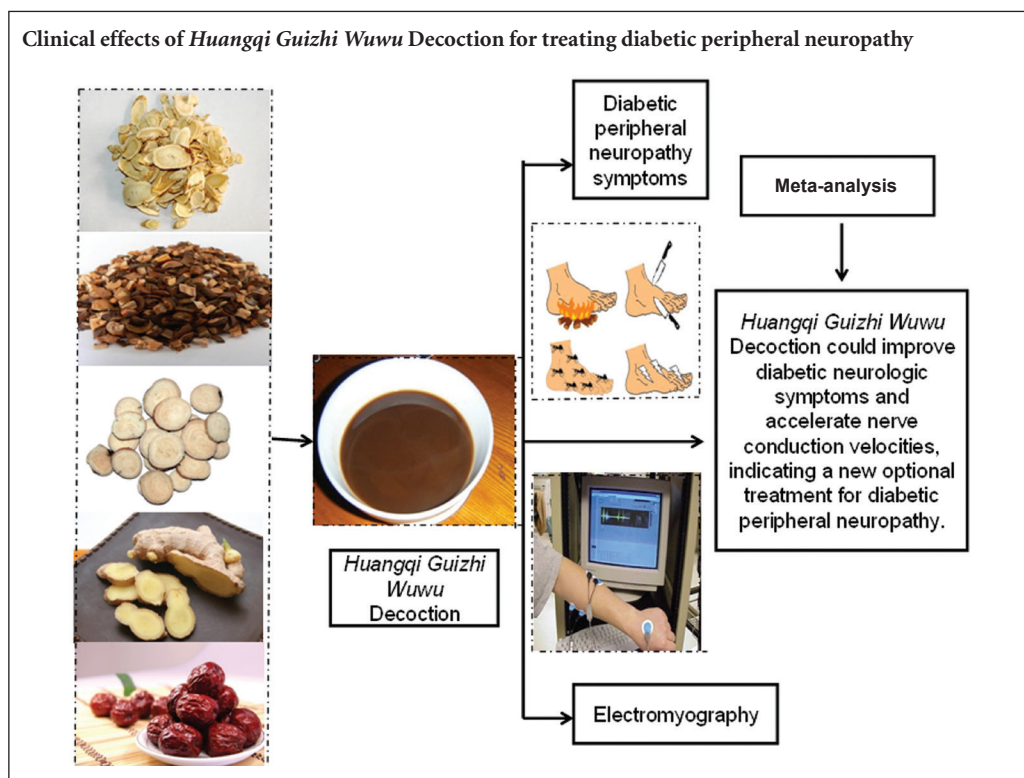 Clinical effects of Huangqi Guizhi Wuwu Decoction for treating diabetic peripheral neuropathy
Diabetic
peripheral
neuropathy
symptoms
Meta-analysis
Huangqi Guizhi Wuwu
Decoction could improve
diabetic neurologic
symptoms and
accelerate nerve
conduction velocities,
indicating a new optional
treatment for diabetic
peripheral neuropathy.
Huangqi Guizhi
Wuwu
Decoction
Electromyography